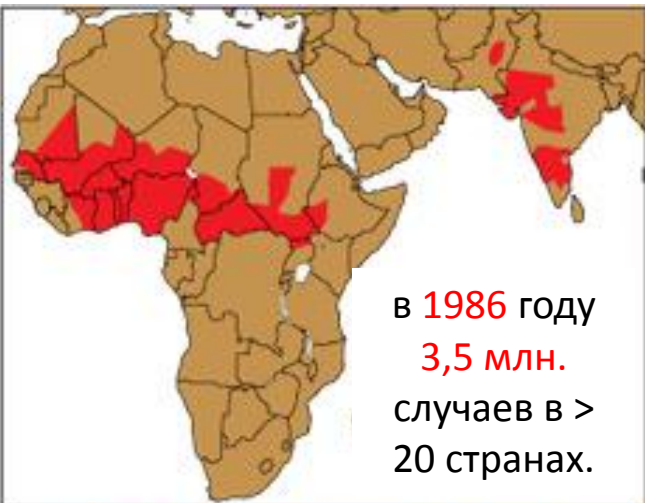 в 1986 году
3,5 млн.
случаев в >
20 странах.